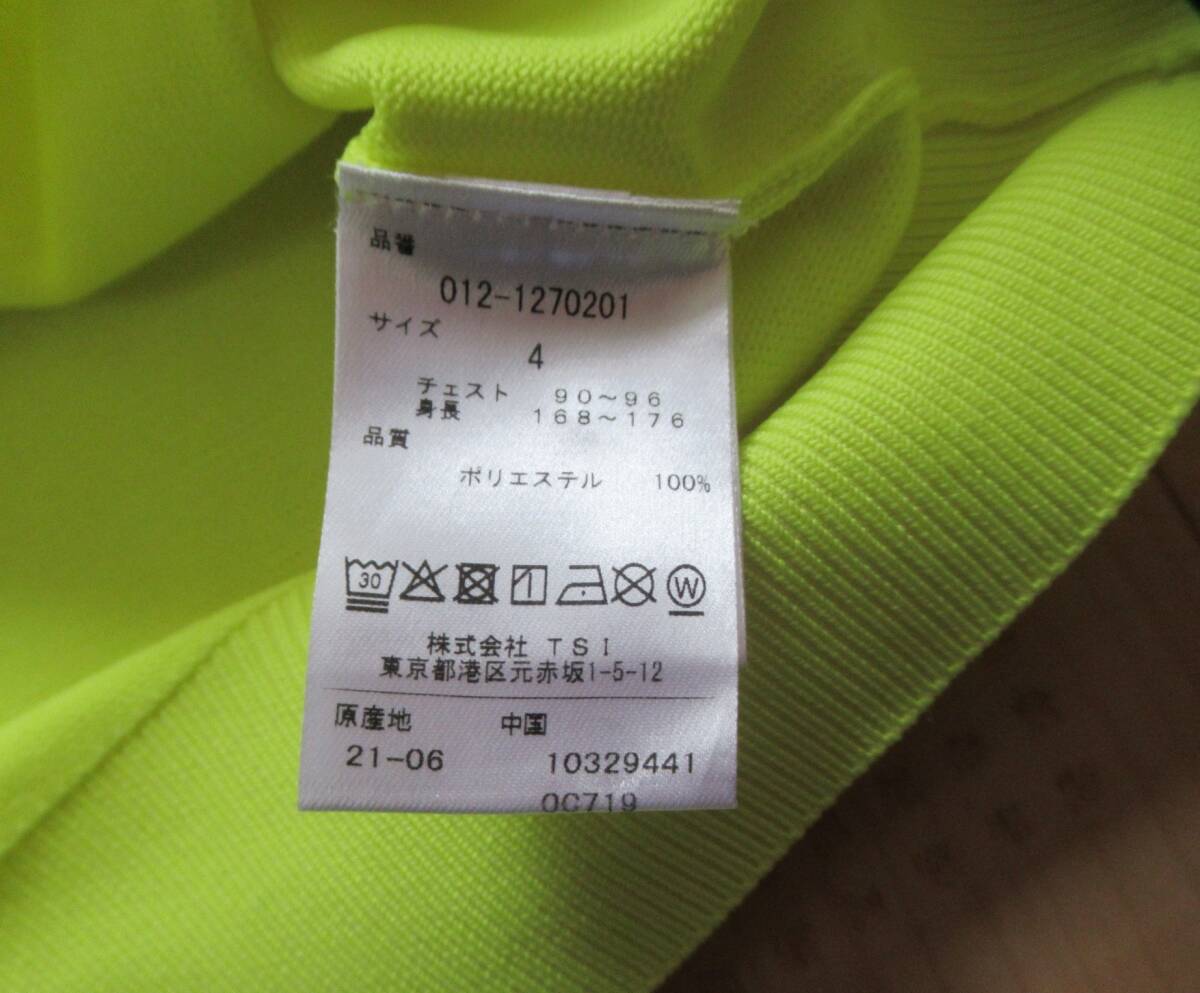 品番
012-1270201
サイズ
4
チェスト 90～96
身長 168～176
品質
ポリエステル 100%
30
W
株式会社 TSI
東京都港区元赤坂1-5-12
原産地 中国
21-06 10329441
0C719